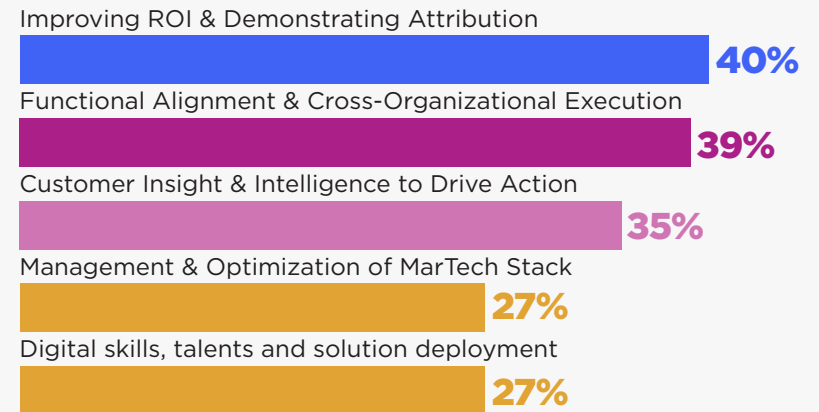 Improving ROI & Demonstrating Attribution
40%
Functional Alignment & Cross-Organizational Execution
39%
Customer Insight & Intelligence to Drive Action
35%
Management & Optimization of MarTech Stack
27%
Digital skills, talents and solution deployment
27%